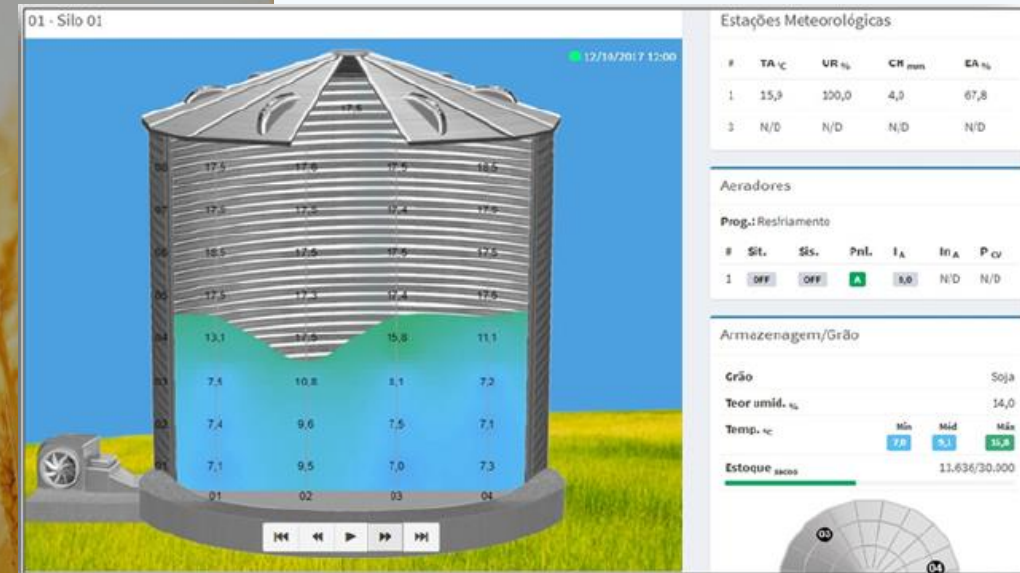 01 - Silo 01
12/10/2017 12:00
17,5
08 17,5 17,6 17,5 18,5
07 17,5 17,5 17,4 17,5
06 18,5 17,5 17,5 17,5
05 17,5 17,3 17,4 17,5
04 13,1 17,5 15,8 11,1
03 7,5 10,8 8,1 7,2
02 7,4 9,6 7,5 7,1
01 7,1 9,5 7,0 7,3
01 02 03 04
Estações Meteorológicas
# TA °C UR % CH mm EA %
1 15,9 100,0 4,0 67,8
3 N/D N/D N/D N/D
Aeradores
Prog.: Resfriamento
# Sit. Sis. Pnl. I A In A P CV
1 OFF OFF A 0,0 N/D N/D
Armazenagem/Grão
Grão Soja
Teor umid. % 14,0
Temp. °C Mín Méd Máx
7,0 9,1 15,8
Estoque sacos 13.636/30.000
03
04